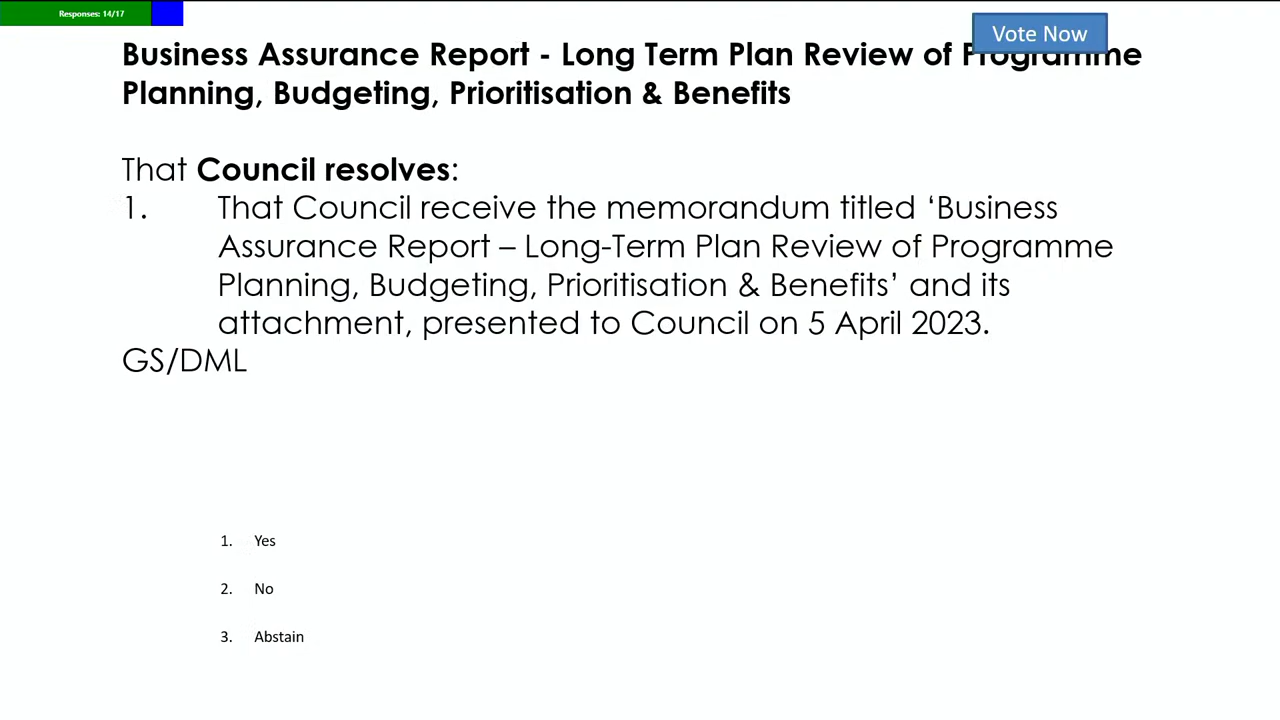 Responses: 14/17
Vote Now
Business Assurance Report - Long Term Plan Review of Programme
Planning, Budgeting, Prioritisation & Benefits
That Council resolves:
1. That Council receive the memorandum titled ‘Business
Assurance Report – Long-Term Plan Review of Programme
Planning, Budgeting, Prioritisation & Benefits’ and its
attachment, presented to Council on 5 April 2023.
GS/DML
1. Yes
2. No
3. Abstain